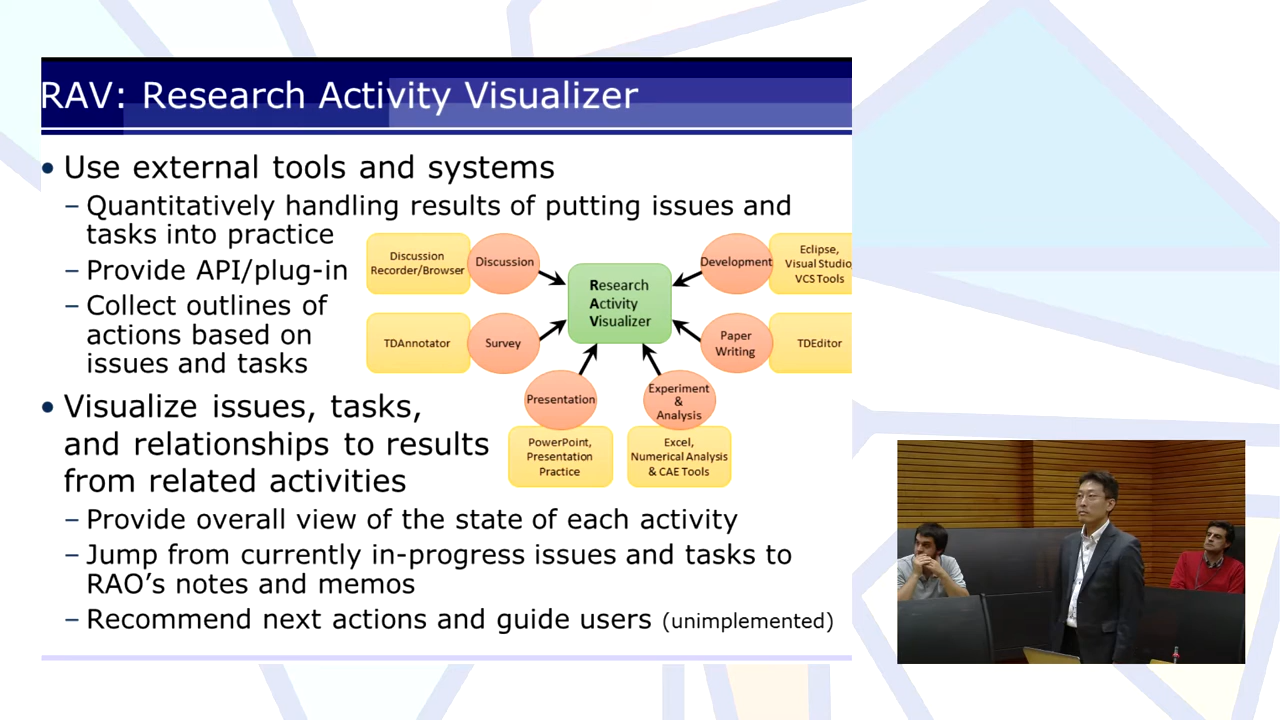 RAV: Research Activity Visualizer
• Use external tools and systems
– Quantitatively handling results of putting issues and
tasks into practice
– Provide API/plug-in
– Collect outlines of
actions based on
issues and tasks
Discussion
Recorder/Browser
Discussion
TDAnnotator
Survey
Presentation
PowerPoint,
Presentation
Practice
Research
Activity
Visualizer
Development
Eclipse,
Visual Studio
VCS Tools
Paper
Writing
TDEditor
Experiment
&
Analysis
Excel,
Numerical Analysis
& CAE Tools
• Visualize issues, tasks,
and relationships to results
from related activities
– Provide overall view of the state of each activity
– Jump from currently in-progress issues and tasks to
RAO's notes and memos
– Recommend next actions and guide users (unimplemented)